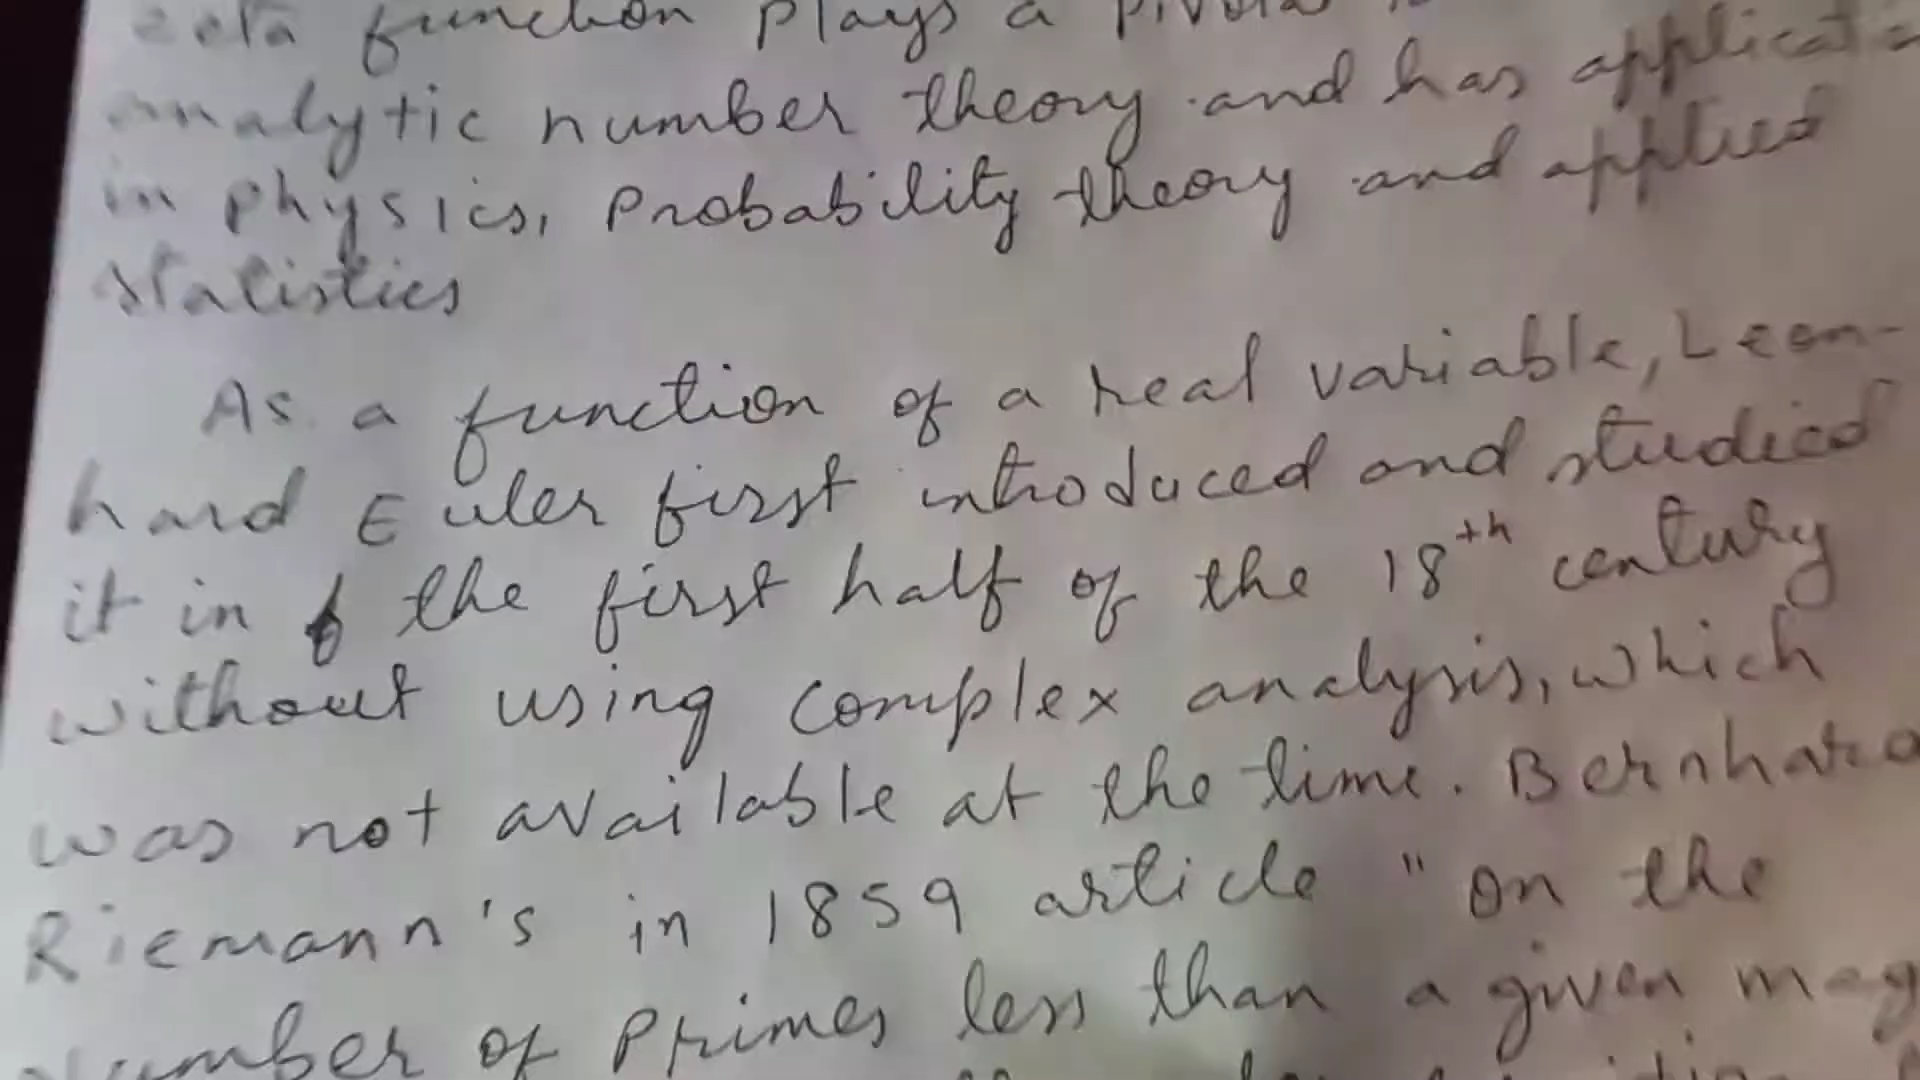 zeta function plays a
analytic number theory and has
in physics, Probability theory and applied
statistics
As a function of a real variable, Leon-
hard Euler first introduced and studied
it in the first half of the 18th century
without using complex analysis, which
was not available at the time. Bernhard
Riemann's in 1859 article "on the
Number of Primes less than a given mag